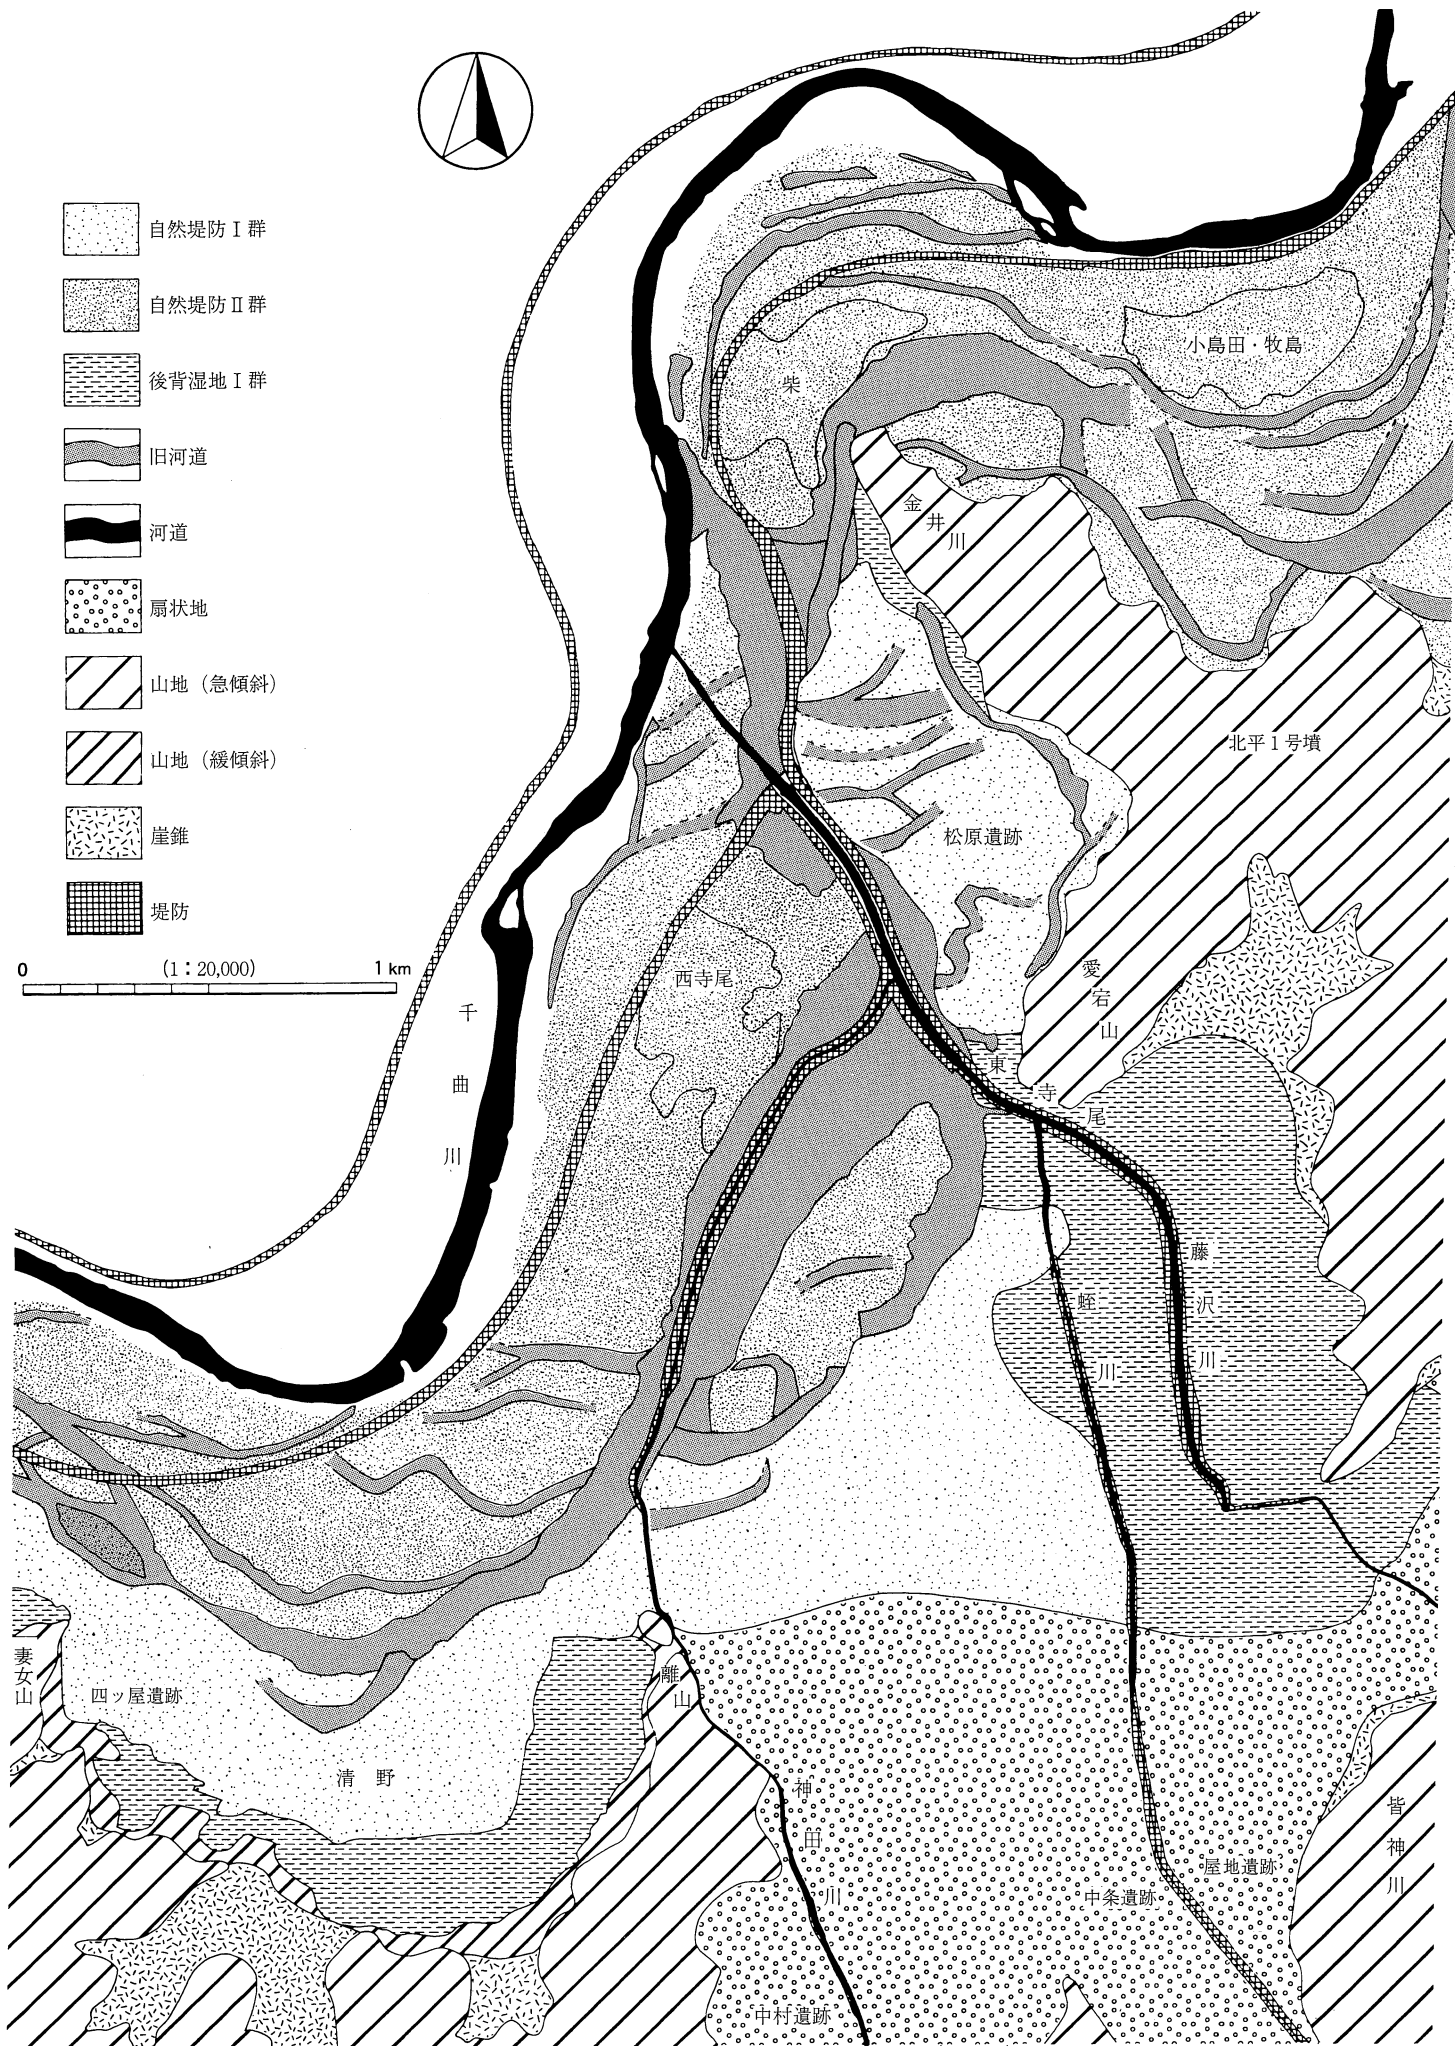 自然堤防Ⅰ群
自然堤防Ⅱ群
後背湿地Ⅰ群
旧河道
河道
扇状地
山地（急傾斜）
山地（緩傾斜）
崖錐
堤防
0 (1：20,000) 1 km
小島田・牧島
柴
金井川
北平1号墳
松原遺跡
西寺尾
愛宕山
千曲川
東寺尾
藤沢川
蛭川
妻女山
四ッ屋遺跡
離山
清野
神田川
皆神川
屋地遺跡
中条遺跡
中村遺跡